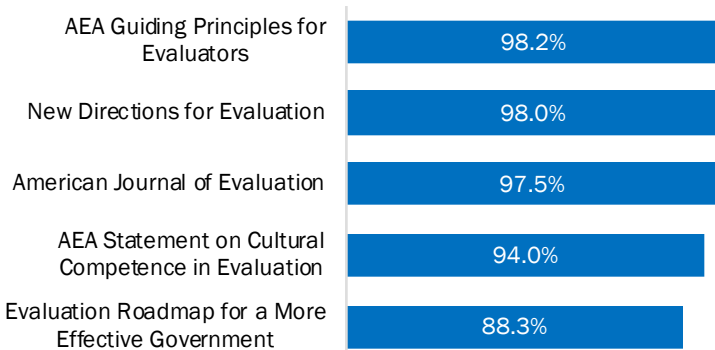 AEA Guiding Principles for
Evaluators
98.2%
New Directions for Evaluation
98.0%
American Journal of Evaluation
97.5%
AEA Statement on Cultural
Competence in Evaluation
94.0%
Evaluation Roadmap for a More
Effective Government
88.3%